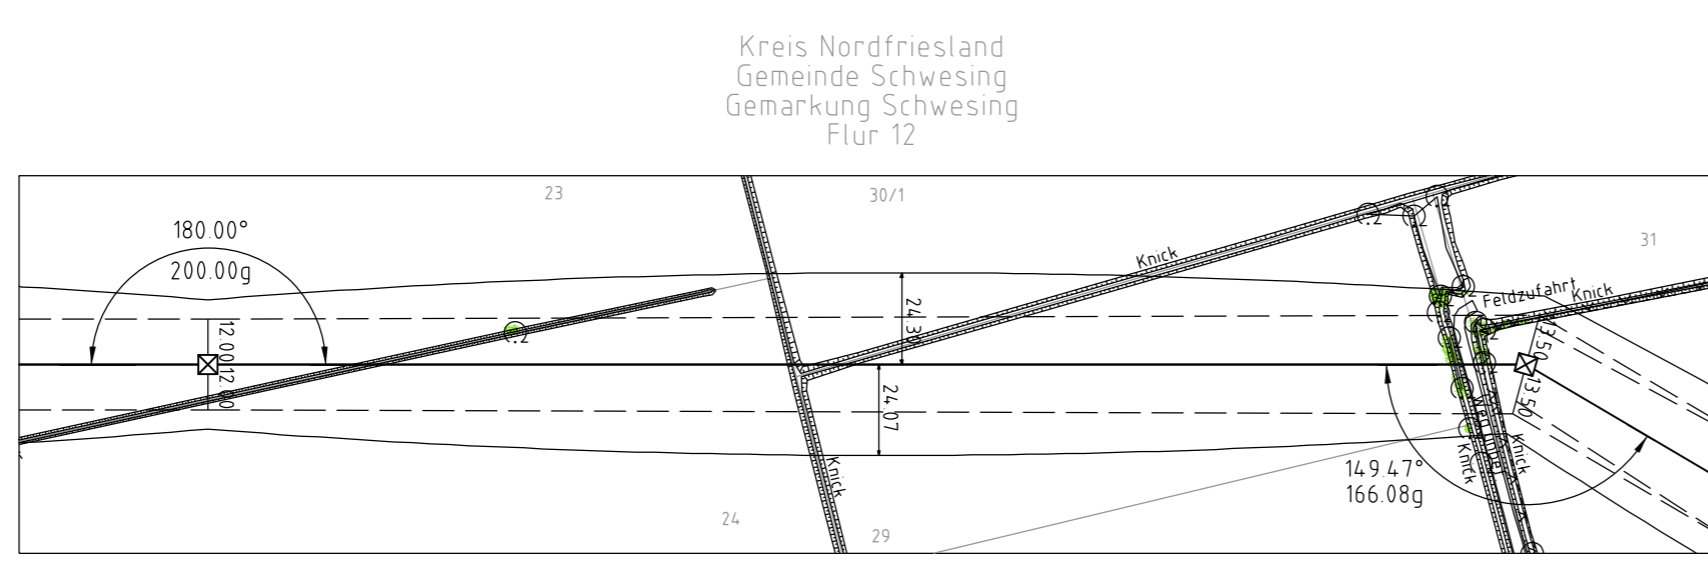 Kreis Nordfriesland
Gemeinde Schwesing
Gemarkung Schwesing
Flur 12
23
30/1
31
180.00°
200.00g
Knick
Feldzufahrt
Knick
24.30
12.00
12.00
13.50
13.50
24.07
Knick
Knick
Knick
149.47°
166.08g
24
29